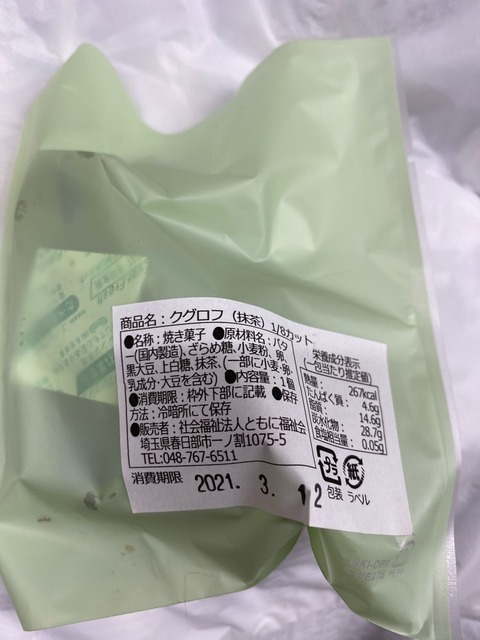 商品名：クグロフ（抹茶）1/8カット
●名称：焼き菓子 ●原材料名：バタ
ー(国内製造)、ざらめ糖、小麦粉、卵、
黒大豆、上白糖、抹茶、(一部に小麦・卵・
乳成分・大豆を含む) ●内容量：1個
●消費期限：枠外下部に記載 ●保存
方法：冷暗所にて保存
●販売者：社会福祉法人ともに福祉会
埼玉県春日部市一ノ割1075-5
TEL:048-767-6511
消費期限 2021. 3. 12
栄養成分表示
(一包当たり推定値)
熱量： 267kcal
たんぱく質： 4.6g
脂質： 14.6g
炭水化物： 28.7g
食塩相当量： 0.05g
プラ 紙
包装 ラベル
Fresh